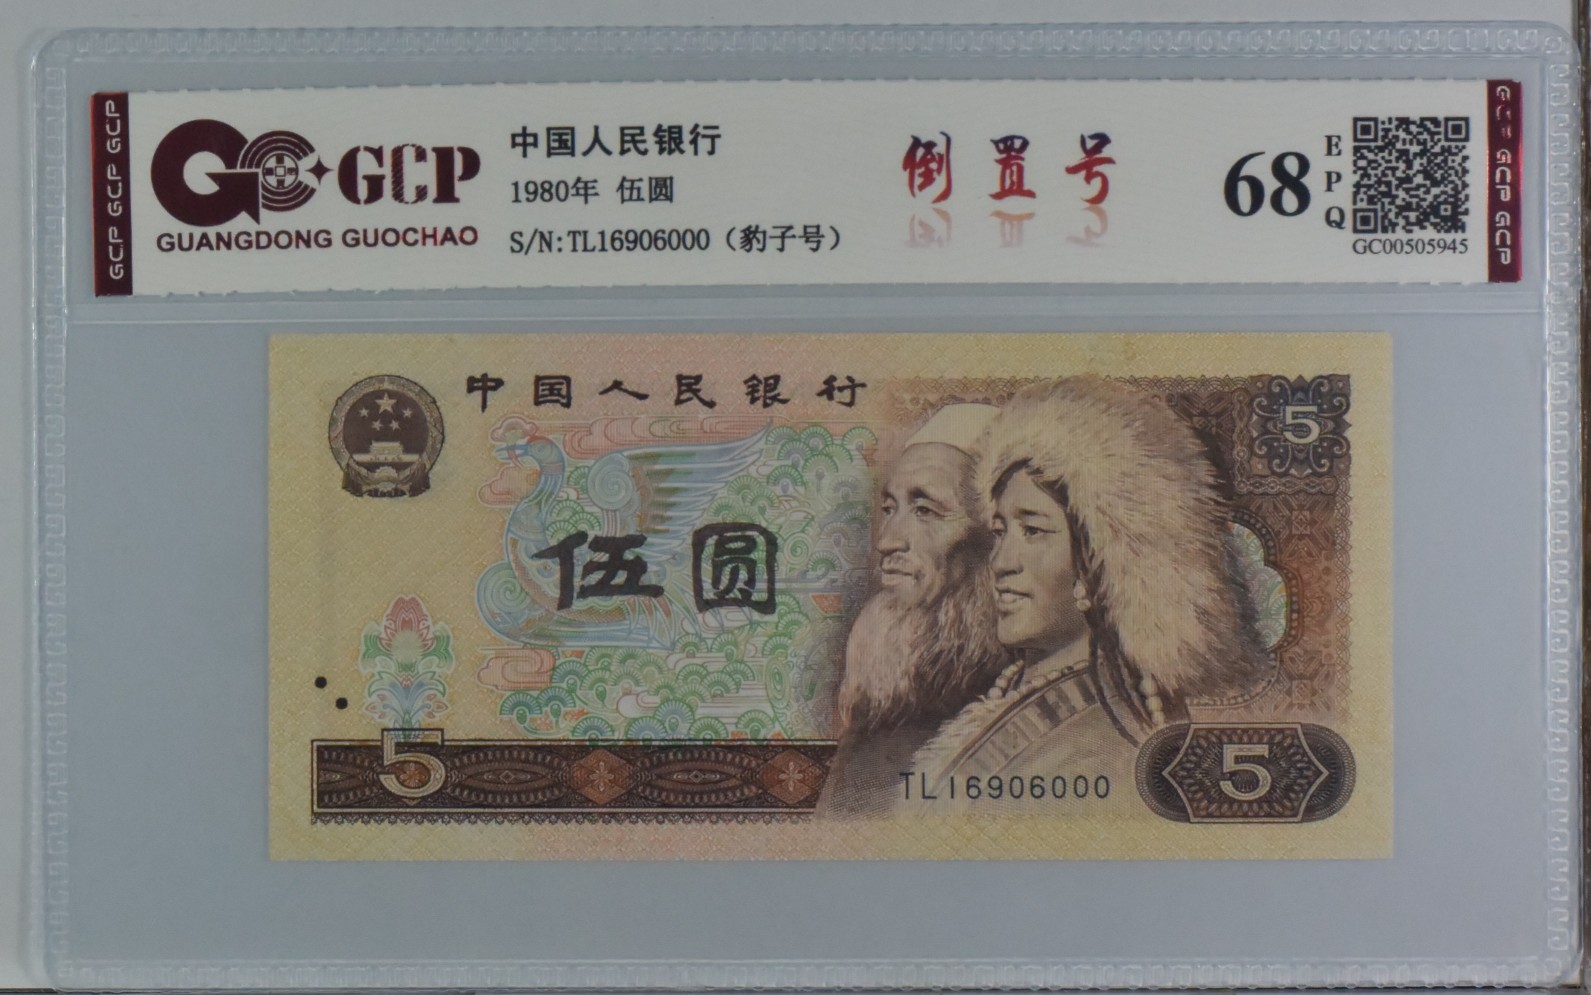 GCP GCP GCP
GC GCP
GUANGDONG GUOCHAO
中国人民银行
1980年 伍圆
S/N:TL16906000（豹子号）
倒置号
68
EPQ
GC00505945
GCP GCP GCP
中国人民银行
5
伍圆
5
TL16906000
5